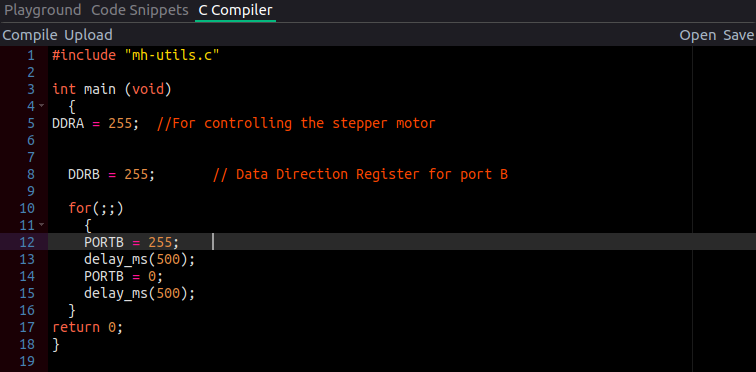 Playground Code Snippets C Compiler
Compile Upload Open Save
1 #include "mh-utils.c"
2
3 int main (void)
4 {
5 DDRA = 255; //For controlling the stepper motor
6
7
8 DDRB = 255; // Data Direction Register for port B
9
10 for(;;)
11 {
12 PORTB = 255;
13 delay_ms(500);
14 PORTB = 0;
15 delay_ms(500);
16 }
17 return 0;
18 }
19